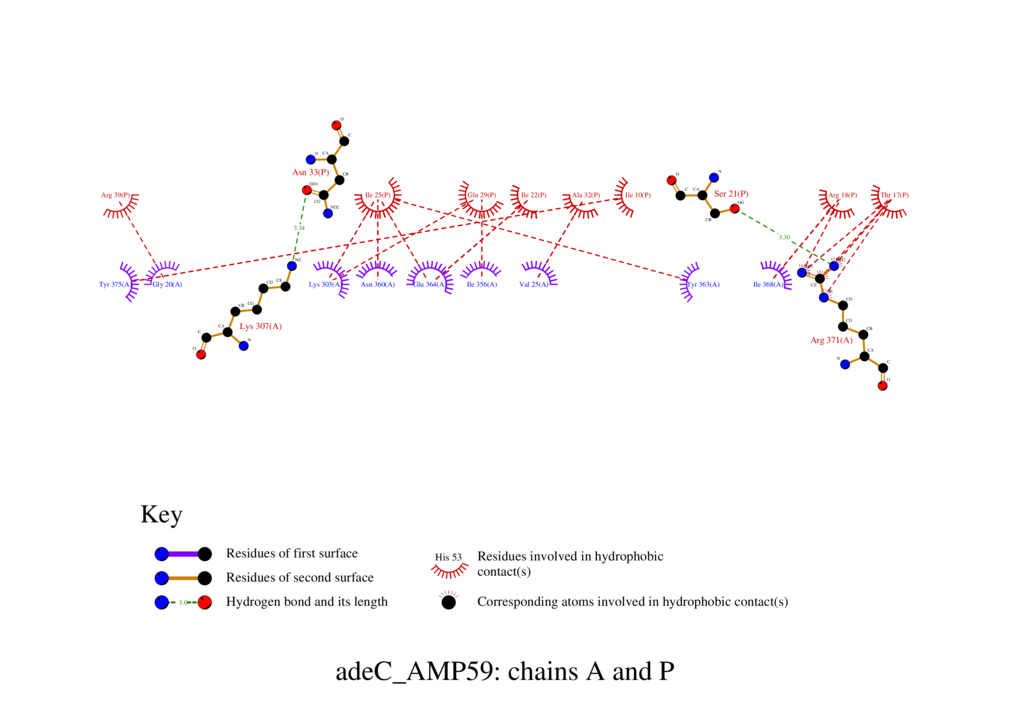 O
C
N
CA
Asn 33(P)
CB
OD1
CG
ND2
O
C
CA
N
Ser 21(P)
OG
CB
Arg 39(P)
Ile 25(P)
Gln 29(P)
Ile 22(P)
Ala 32(P)
Ile 10(P)
Arg 18(P)
Thr 17(P)
3.34
3.30
NZ
Tyr 375(A)
Gly 20(A)
Lys 303(A)
Asn 360(A)
Glu 364(A)
Ile 356(A)
Val 25(A)
Tyr 363(A)
Ile 368(A)
CZ
CD
CE
CB
CG
CA
Lys 307(A)
C
N
O
CD
CG
CB
Arg 371(A)
CA
N
C
O
Key
Residues of first surface
Residues of second surface
3.0
Hydrogen bond and its length
His 53
Residues involved in hydrophobic
contact(s)
Corresponding atoms involved in hydrophobic contact(s)
adeC_AMP59: chains A and P